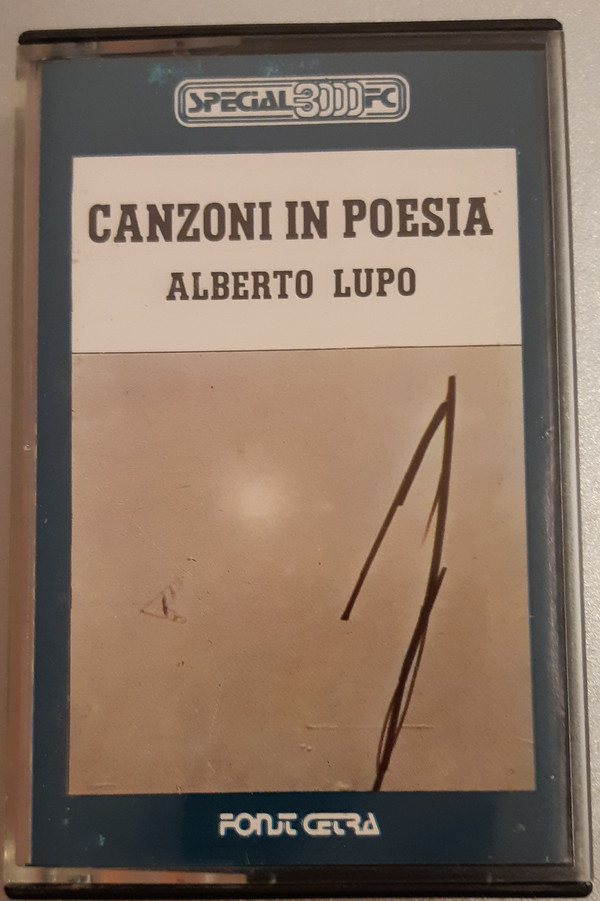 SPECIAL 3000 FC
CANZONI IN POESIA
ALBERTO LUPO
FONIT CETRA